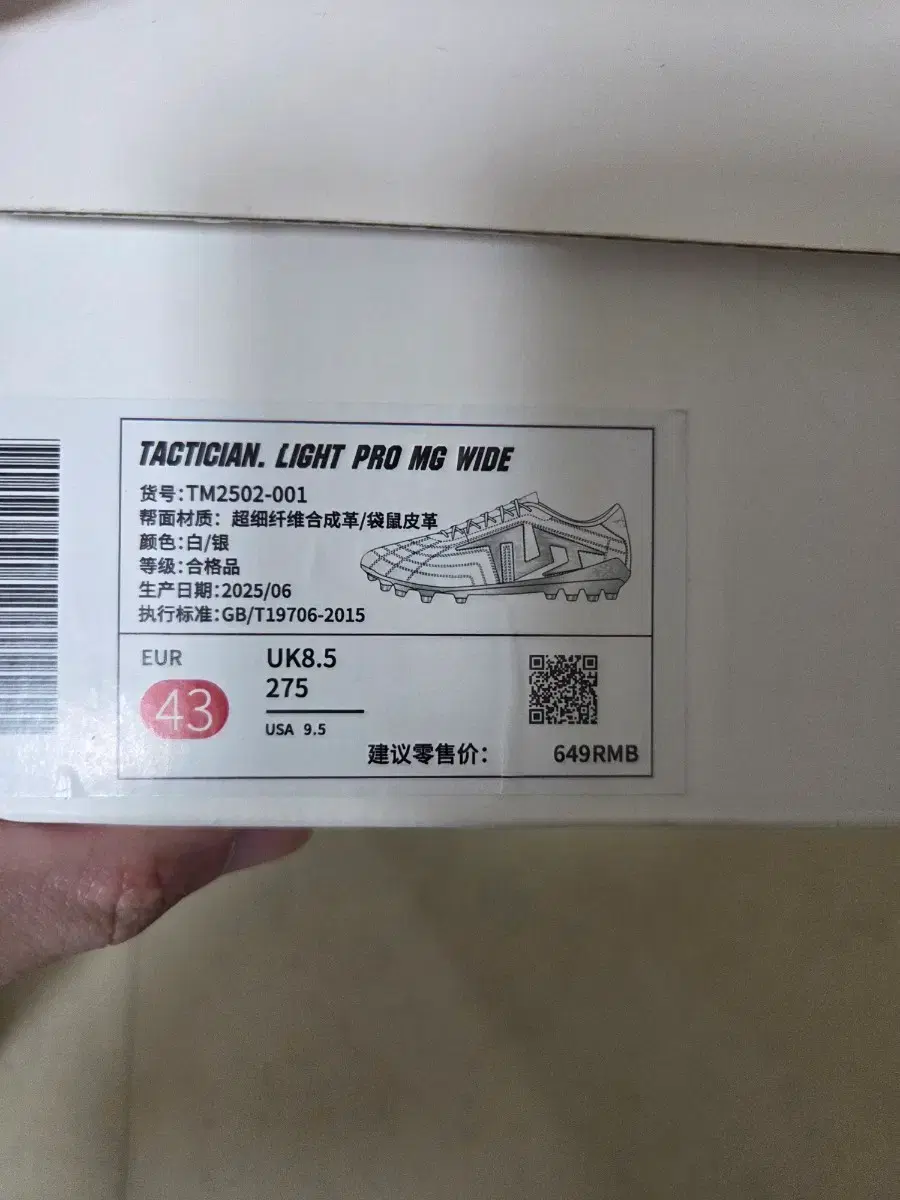 TACTICIAN. LIGHT PRO MG WIDE
货号:TM2502-001
帮面材质: 超细纤维合成革/袋鼠皮革
颜色:白/银
等级:合格品
生产日期:2025/06
执行标准:GB/T19706-2015
EUR
43
UK8.5
275
USA 9.5
建议零售价: 649RMB